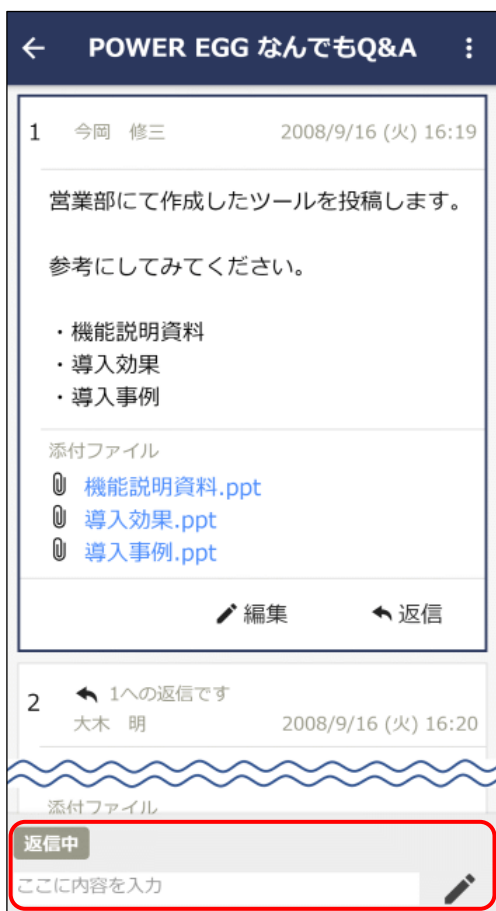 POWER EGG なんでもQ&A
1 今岡 修三 2008/9/16 (火) 16:19
営業部にて作成したツールを投稿します。
参考にしてみてください。
・機能説明資料
・導入効果
・導入事例
添付ファイル
機能説明資料.ppt
導入効果.ppt
導入事例.ppt
編集 返信
2 1への返信です
大木 明 2008/9/16 (火) 16:20
添付ファイル
返信中
ここに内容を入力